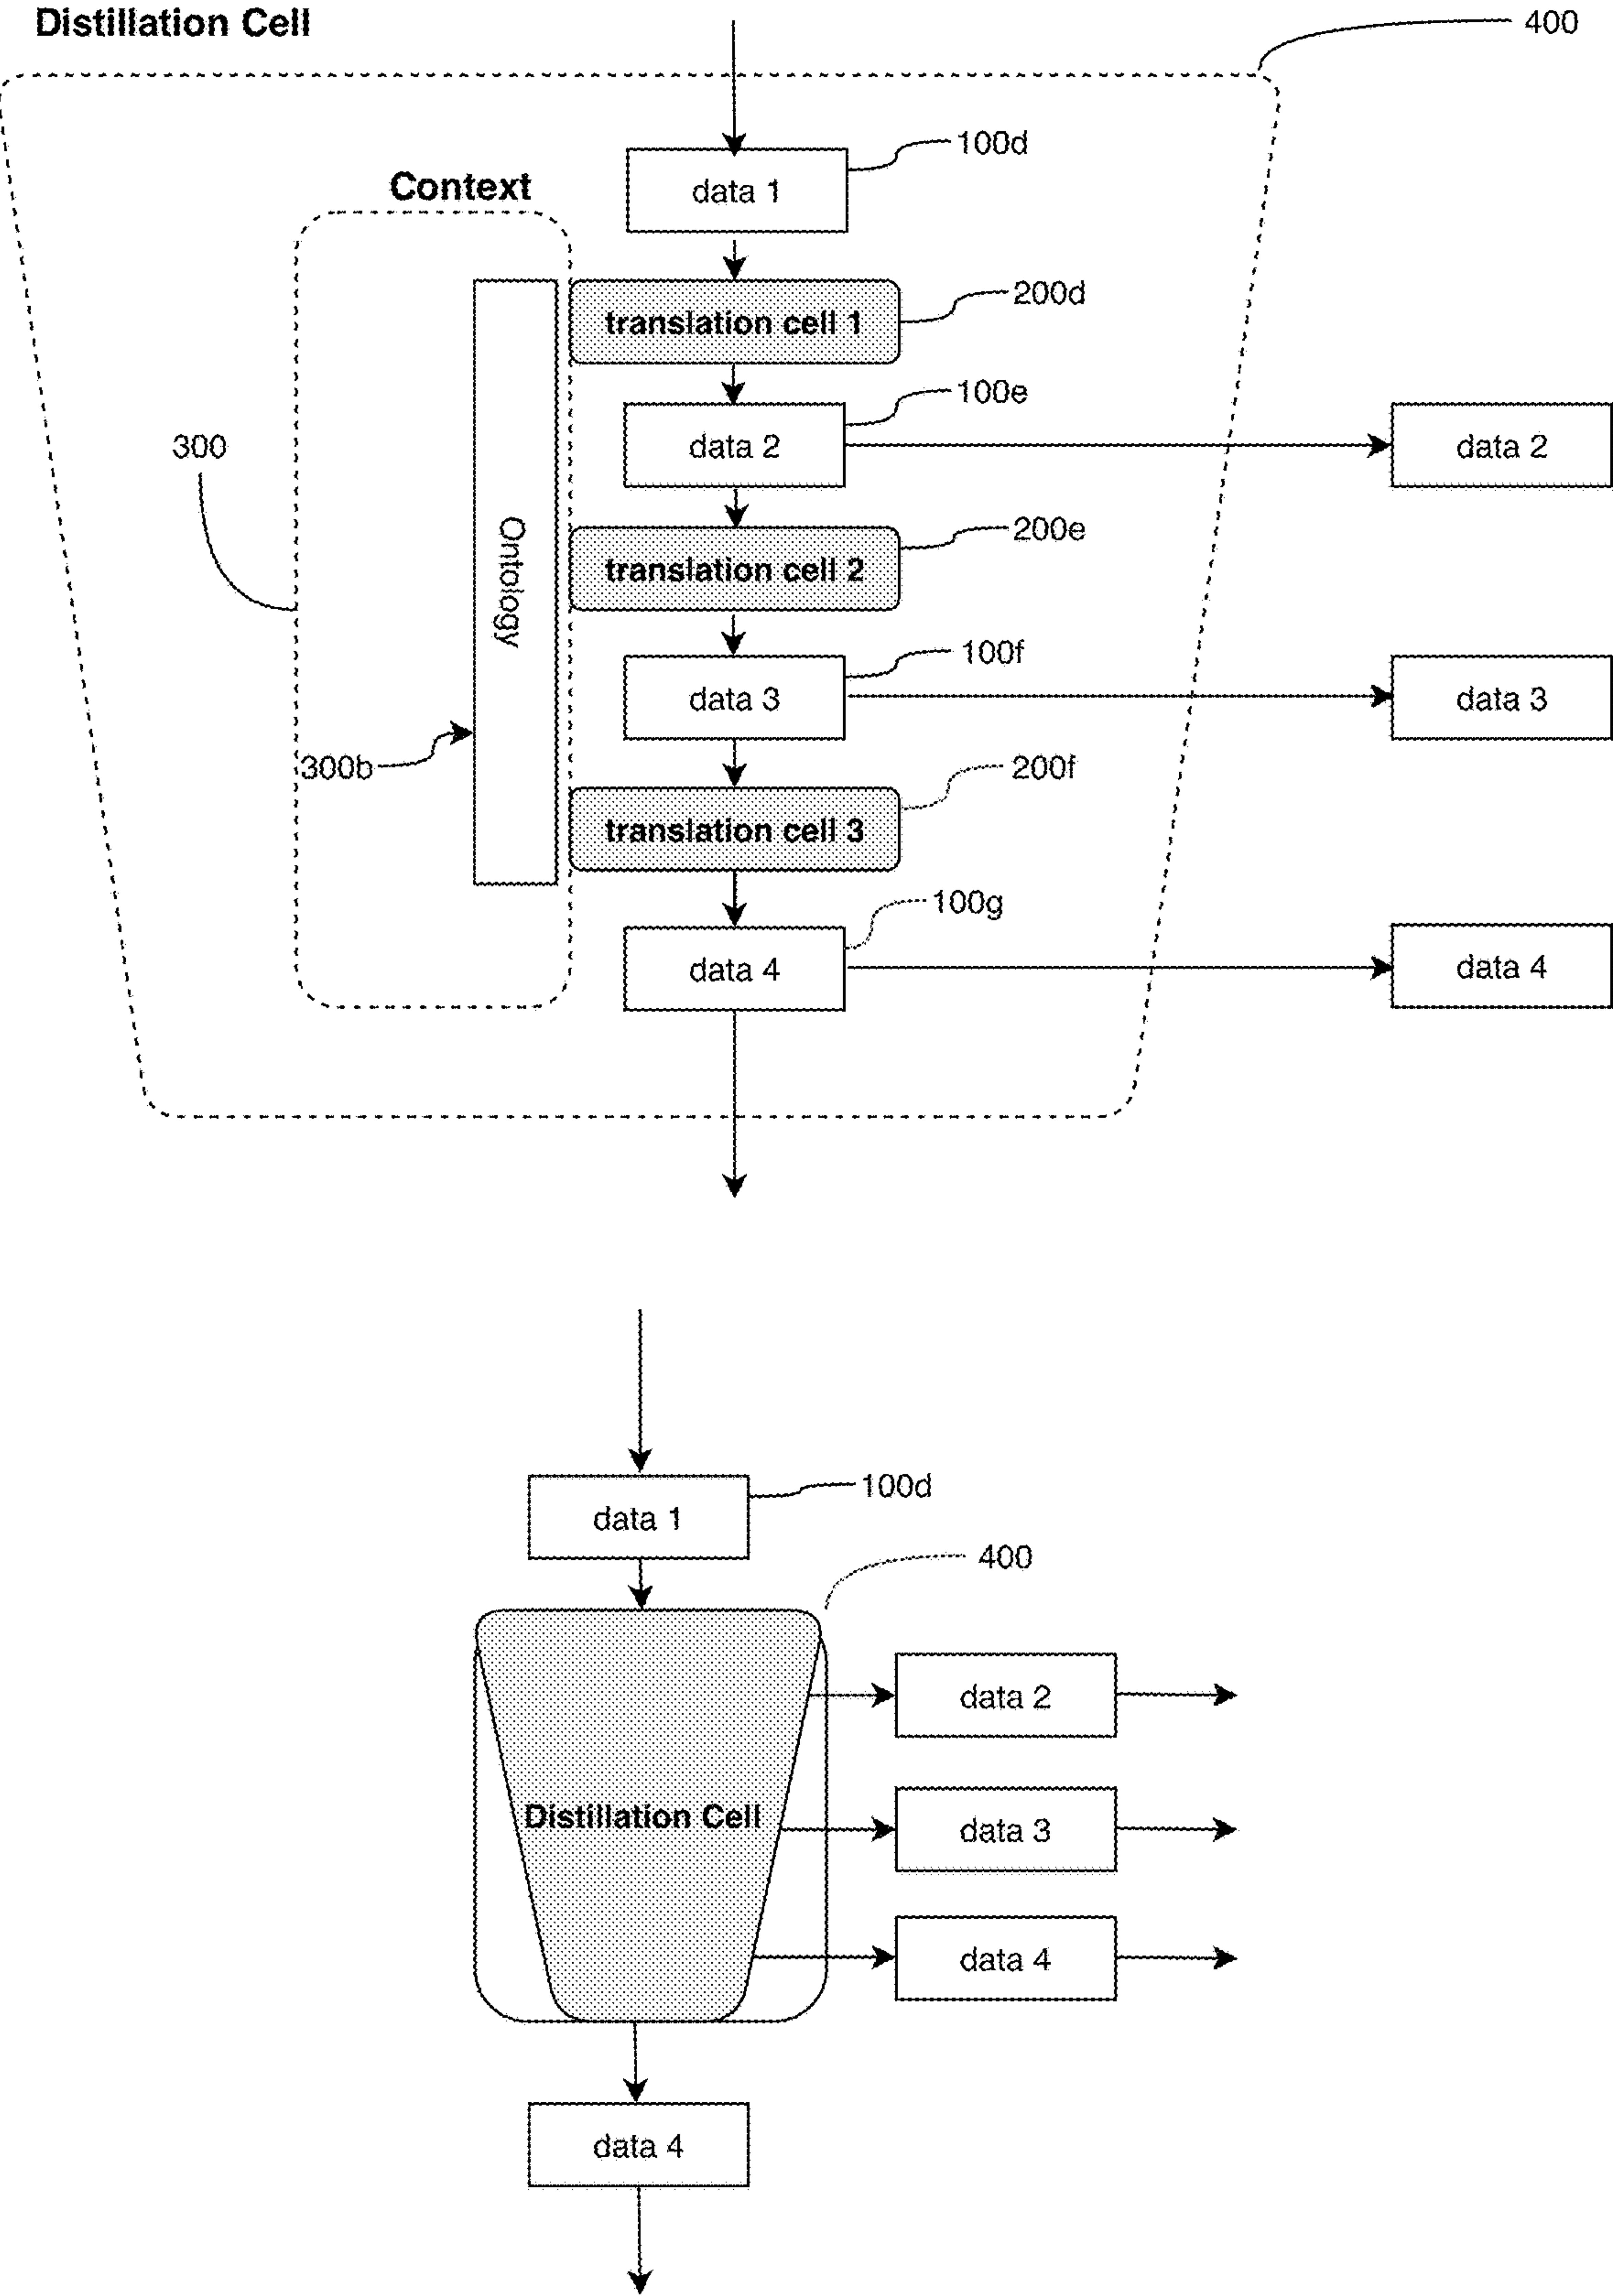 Distillation Cell
400
100d
data 1
Context
200d
translation cell 1
100e
300
data 2
data 2
Ontology
200e
translation cell 2
100f
data 3
data 3
300b
200f
translation cell 3
100g
data 4
data 4
100d
data 1
400
data 2
Distillation Cell
data 3
data 4
data 4